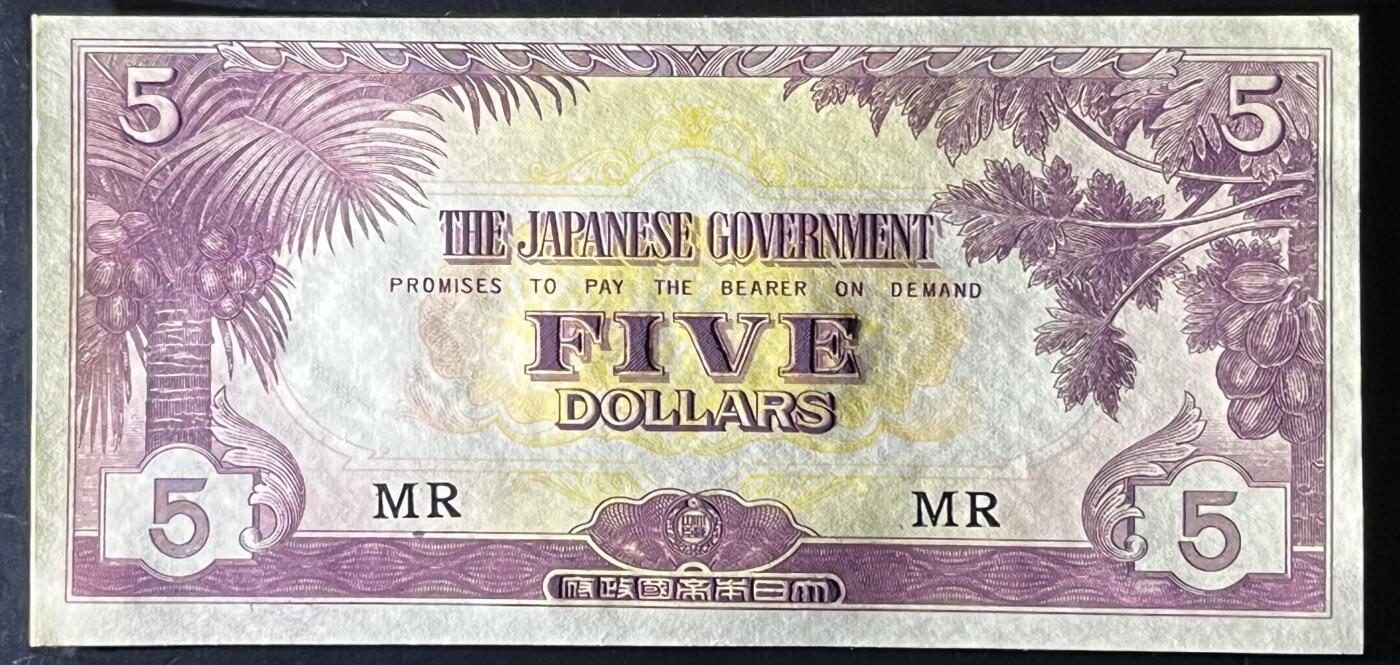 5 5
THE JAPANESE GOVERNMENT
PROMISES TO PAY THE BEARER ON DEMAND
FIVE
DOLLARS
MR MR
5 5
府政國帝本日大